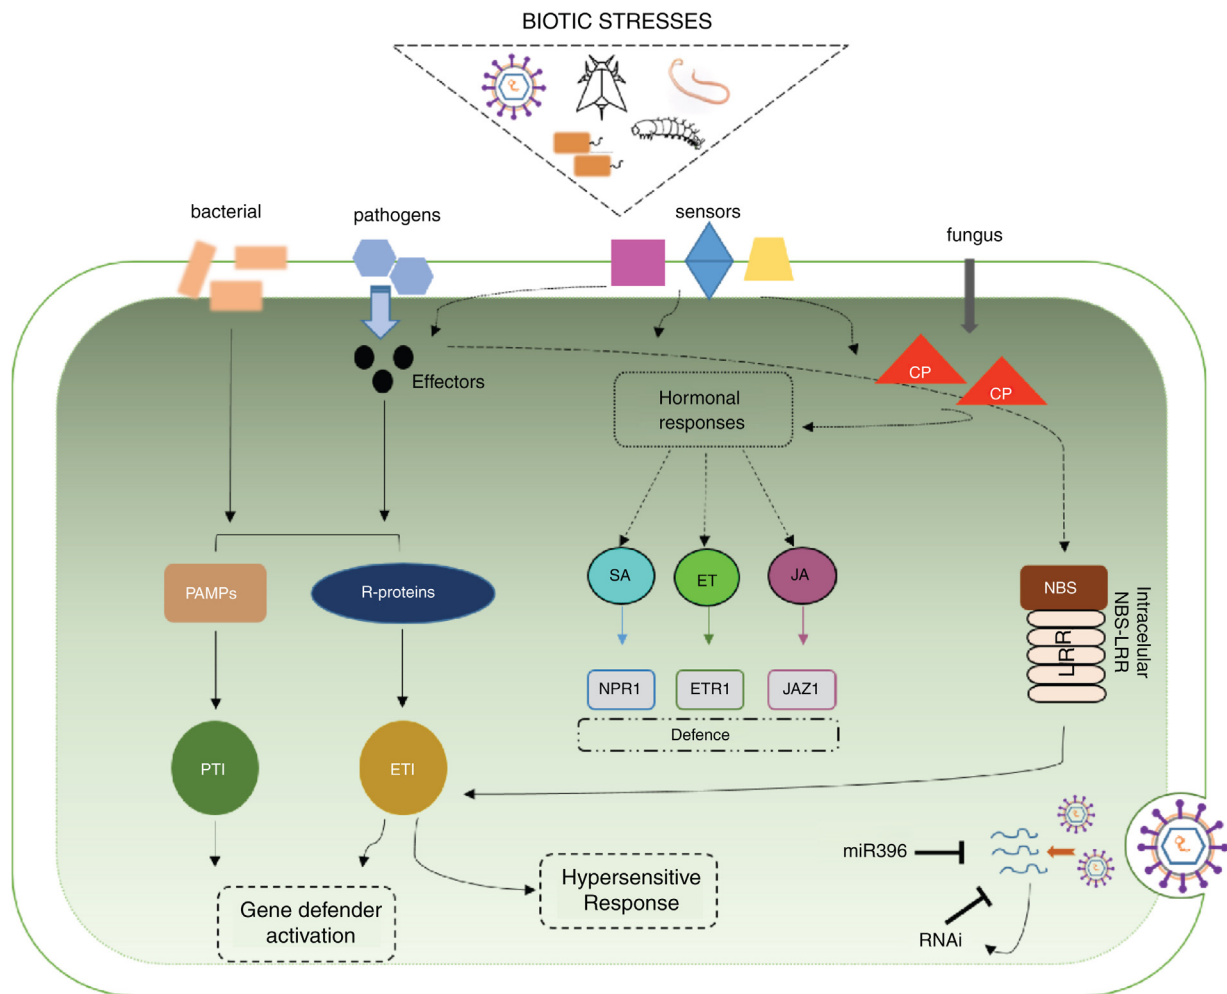 BIOTIC STRESSES
bacterial
pathogens
sensors
fungus
Effectors
CP
CP
Hormonal
responses
SA
ET
JA
PAMPs
R-proteins
NBS
LRR
Intracelular
NBS-LRR
NPR1
ETR1
JAZ1
Defence
PTI
ETI
miR396
RNAi
Hypersensitive
Response
Gene defender
activation